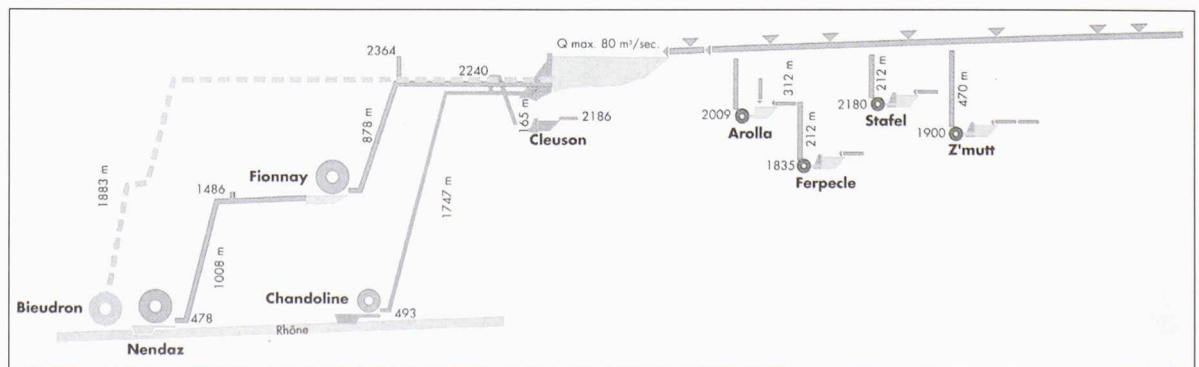 Q max. 80 m³/sec.
2364
2240
878 m
165 m
2186
Cleuson
312 m
2009
Arolla
212 m
1835
Ferpecle
212 m
2180
Stafel
470 m
1900
Z'mutt
Fionnay
1486
1883 m
1747 m
1008 m
Bieudron
478
Nendaz
Chandoline
493
Rhône